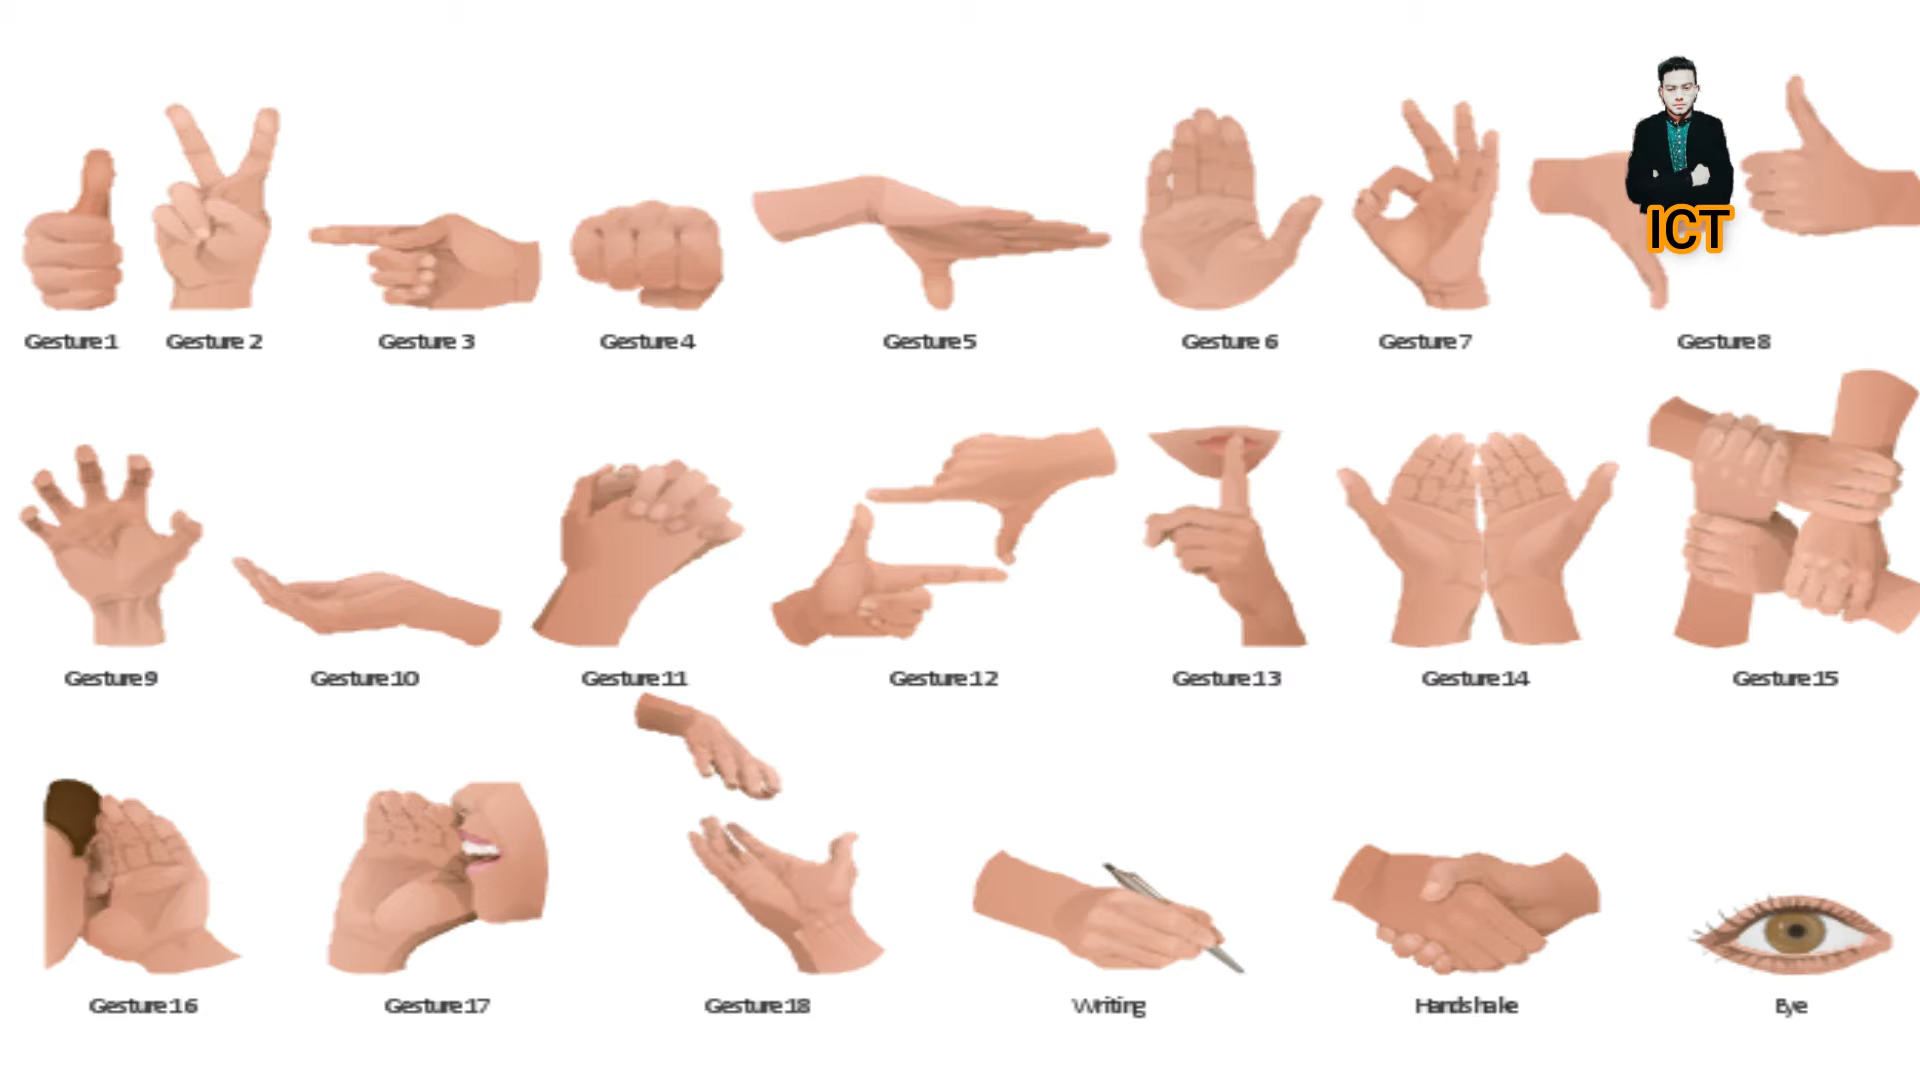 ICT
Gesture 1 Gesture 2 Gesture 3 Gesture 4 Gesture 5 Gesture 6 Gesture 7 Gesture 8
Gesture 9 Gesture 10 Gesture 11 Gesture 12 Gesture 13 Gesture 14 Gesture 15
Gesture 16 Gesture 17 Gesture 18 Writing Handshake Eye